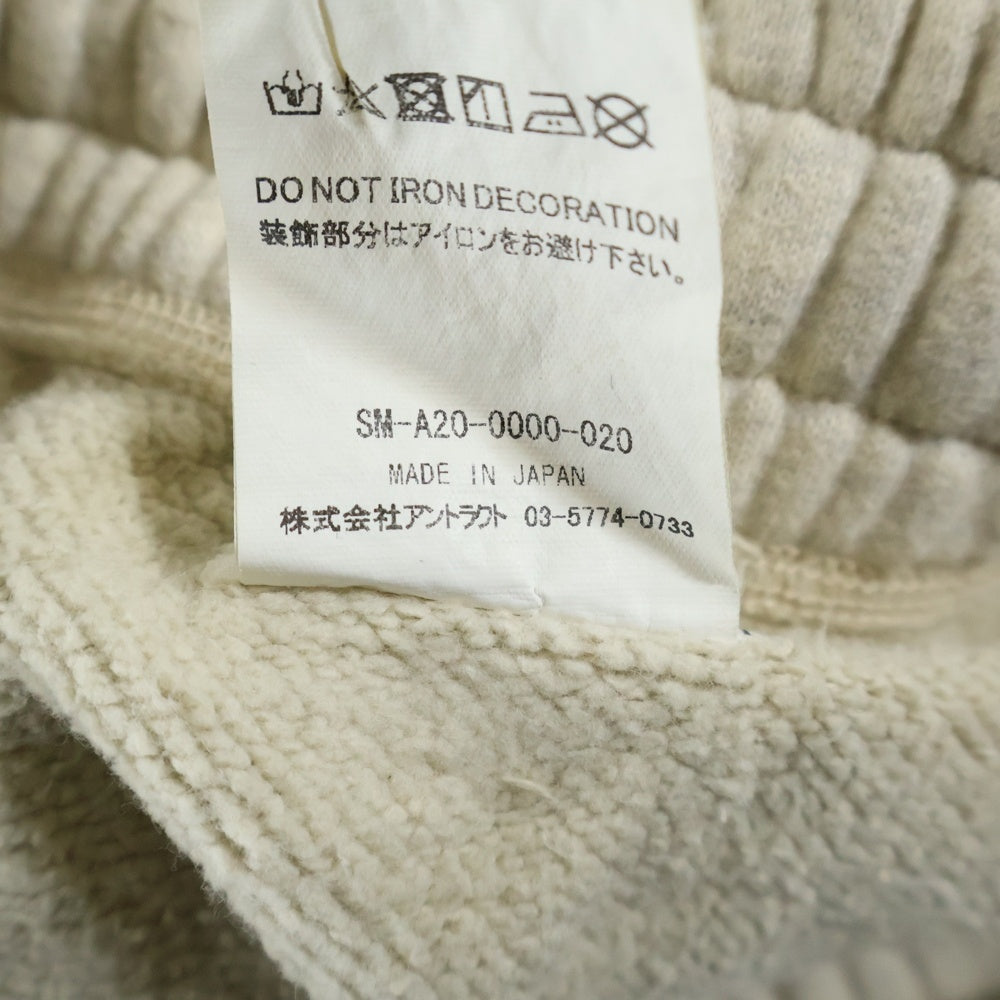 DO NOT IRON DECORATION
装飾部分はアイロンをお避け下さい。
SM-A20-0000-020
MADE IN JAPAN
株式会社アントラクト 03-5774-0733